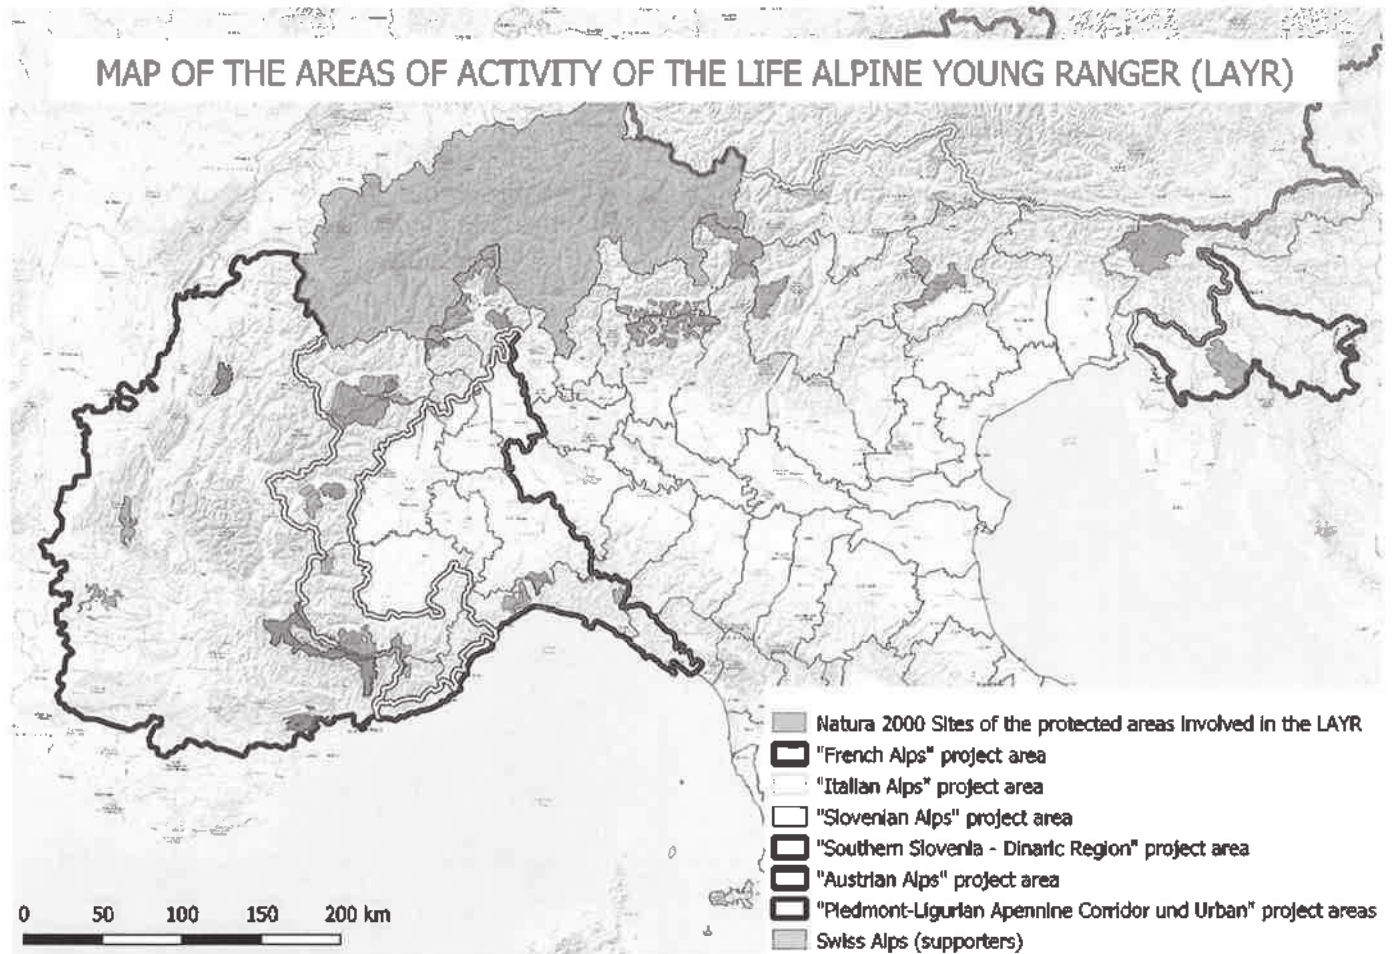 MAP OF THE AREAS OF ACTIVITY OF THE LIFE ALPINE YOUNG RANGER (LAYR)
Natura 2000 Sites of the protected areas involved in the LAYR
"French Alps" project area
"Italian Alps" project area
"Slovenian Alps" project area
"Southern Slovenia - Dinaric Region" project area
"Austrian Alps" project area
"Piedmont-Ligurian Apennine Corridor und Urban" project areas
Swiss Alps (supporters)
0 50 100 150 200 km